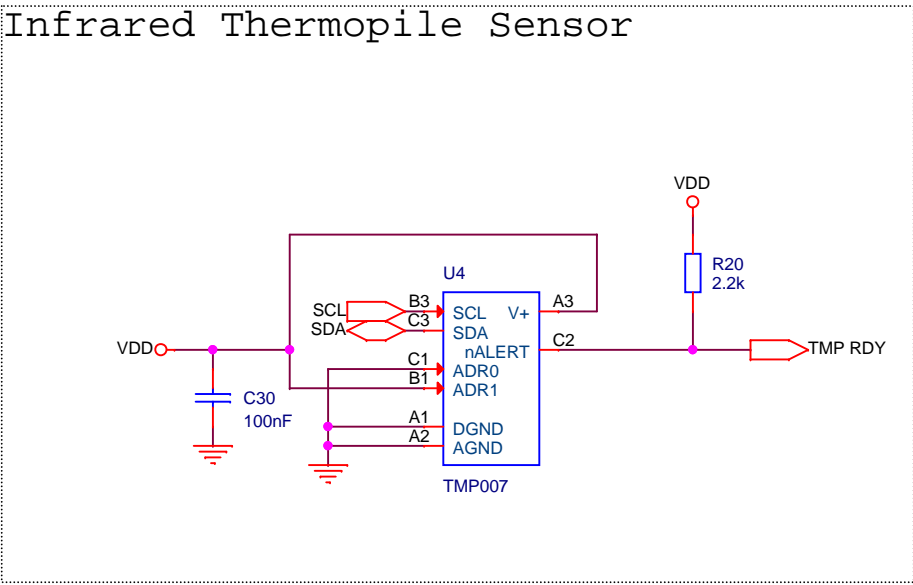 Infrared Thermopile Sensor
VDD
R20
2.2k
U4
SCL
B3
SCL
V+
A3
SDA
C3
SDA
nALERT
C2
TMP RDY
VDD
C1
ADR0
B1
ADR1
C30
100nF
A1
DGND
A2
AGND
TMP007